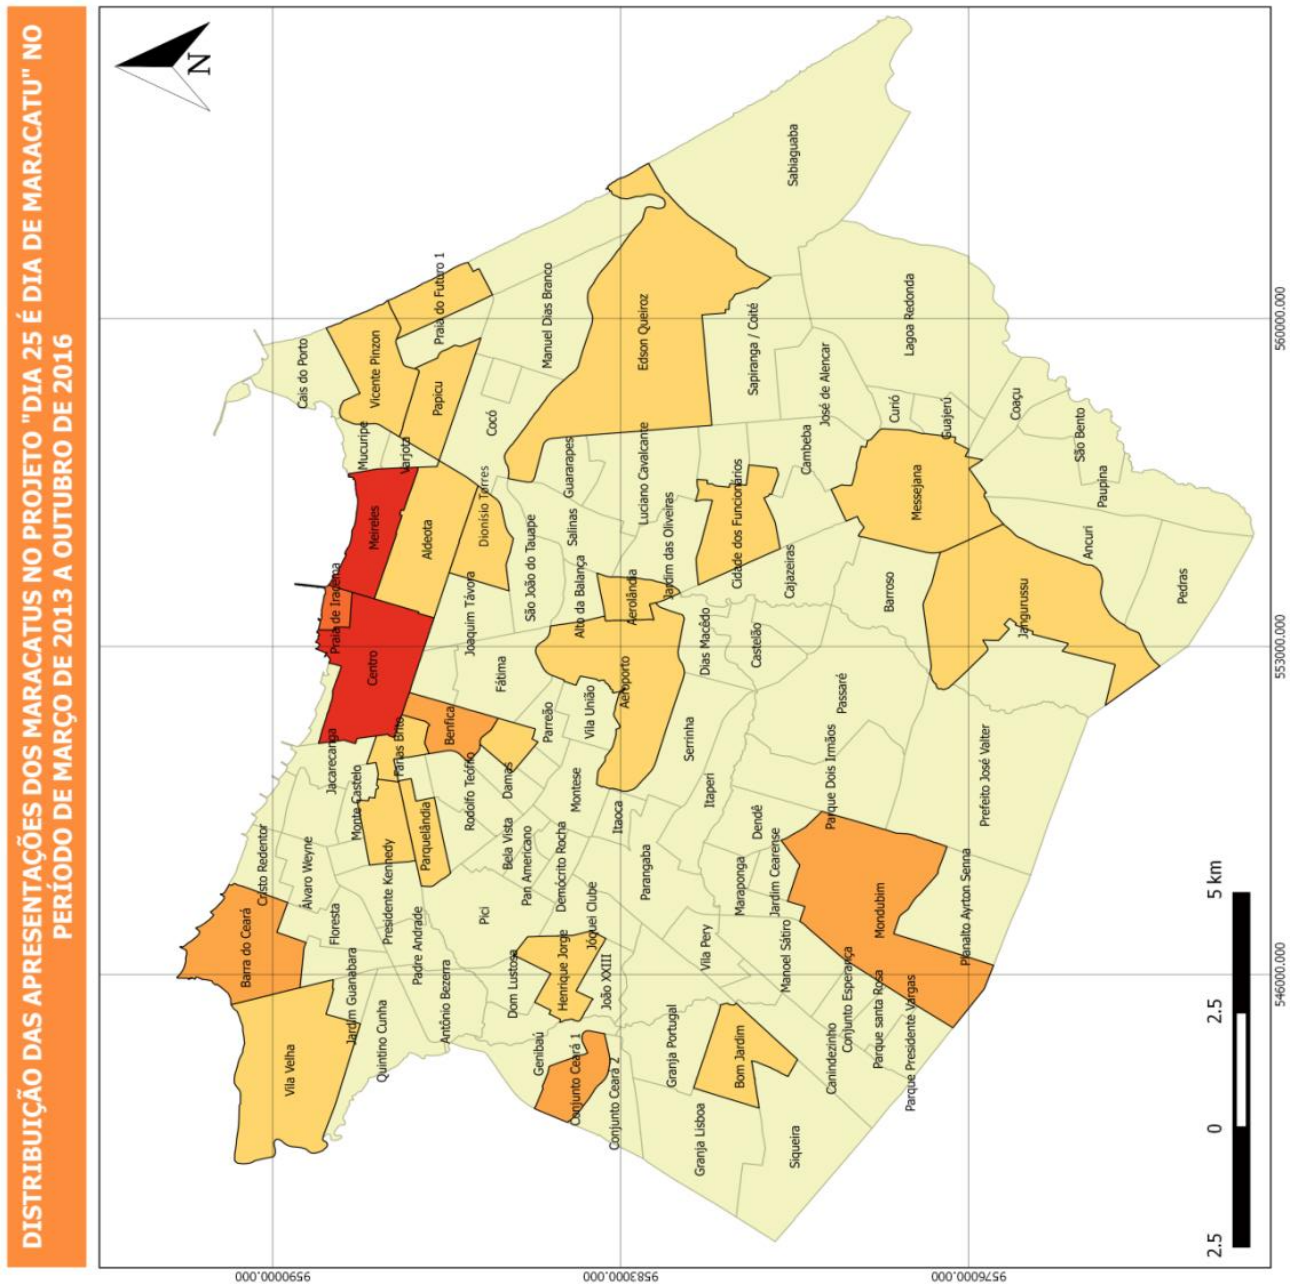 DISTRIBUIÇÃO DAS APRESENTAÇÕES DOS MARACATUS NO PROJETO "DIA 25 É DIA DE MARACATU" NO
PERÍODO DE MARÇO DE 2013 A OUTUBRO DE 2016
N
Cais do Porto
Vicente Pinzon
Praia do Futuro 1
Mucuripe
Varjota
Papicu
Meireles
Aldeota
Dionísio Torres
Cocó
Manuel Dias Branco
Edson Queiroz
Sabiaguaba
Praia de Iracema
Centro
Joaquim Távora
São João do Tauape
Salinas
Guararapes
Luciano Cavalcante
Sapiranga / Coité
Lagoa Redonda
José de Alencar
Cambeba
Curió
Guajerú
Coaçu
São Bento
Paupina
Messejana
Cidade dos Funcionários
Jardim das Oliveiras
Alto da Balança
Aerolândia
Cajazeiras
Barroso
Jangurussu
Ancuri
Pedras
Dias Macêdo
Castelão
Passaré
Fátima
Parreão
Vila União
Aeroporto
Serrinha
Itaperi
Parque Dois Irmãos
Prefeito José Valter
Benfica
Farias Brito
Jacarecanga
Monte Castelo
Rodolfo Teófilo
Damas
Montese
Itaoca
Dendê
Parquelândia
Presidente Kennedy
Bela Vista
Pan Americano
Demócrito Rocha
Parangaba
Maraponga
Jardim Cearense
Mondubim
Planalto Ayrton Senna
Cristo Redentor
Alvaro Weyne
Floresta
Barra do Ceará
Padre Andrade
Pici
Jóquei Clube
Henrique Jorge
João XXIII
Dom Lustosa
Antônio Bezerra
Vila Pery
Manoel Sátiro
Conjunto Esperança
Parque santa Rosa
Parque Presidente Vargas
Canindezinho
Jardim Guanabara
Quintino Cunha
Vila Velha
Genibaú
Conjunto Ceará 1
Conjunto Ceará 2
Granja Portugal
Bom Jardim
Granja Lisboa
Siqueira
560000.000
553000.000
546000.000
9590000.000
9583000.000
9576000.000
2.5
0
2.5
5 km